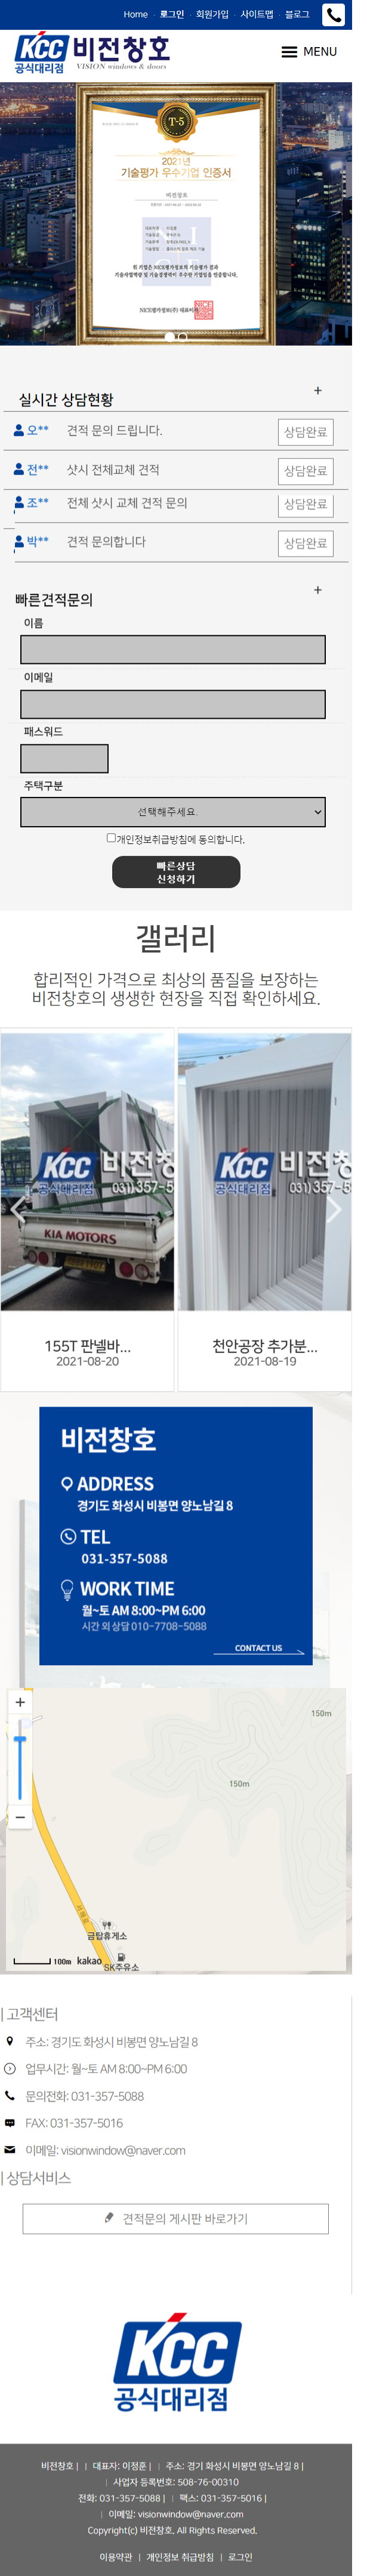 Home · 로그인 · 회원가입 · 사이트맵 · 블로그
KCC 비전창호
공식대리점 VISION windows & doors
MENU
T-5
2021년
기술평가 우수기업 인증서
비전창호
위 기업은 NICE평가정보의 기술평가 결과
NICE평가정보(주) 대표이사
실시간 상담현황
+
오** 견적 문의 드립니다. 상담완료
전** 샷시 전체교체 견적 상담완료
조** 전체 샷시 교체 견적 문의 상담완료
박** 견적 문의합니다 상담완료
빠른견적문의
+
이름
이메일
패스워드
주택구분
선택해주세요.
개인정보취급방침에 동의합니다.
빠른상담
신청하기
갤러리
합리적인 가격으로 최상의 품질을 보장하는
비전창호의 생생한 현장을 직접 확인하세요.
KCC 비전창
공식대리점 031)357-5
KIA MOTORS
KCC 비전창
공식대리점 031)357-5
155T 판넬바...
2021-08-20
천안공장 추가분...
2021-08-19
비전창호
ADDRESS
경기도 화성시 비봉면 양노남길 8
TEL
031-357-5088
WORK TIME
월~토 AM 8:00~PM 6:00
시간 외 상담 010-7708-5088
CONTACT US
+
150m
150m
−
금탑휴게소
100m kakao
SK주유소
| 고객센터
주소: 경기도 화성시 비봉면 양노남길 8
업무시간: 월~토 AM 8:00~PM 6:00
문의전화: 031-357-5088
FAX: 031-357-5016
이메일: visionwindow@naver.com
| 상담서비스
견적문의 게시판 바로가기
KCC
공식대리점
비전창호 | | 대표자: 이정훈 | | 주소: 경기 화성시 비봉면 양노남길 8 |
| 사업자 등록번호: 508-76-00310
전화: 031-357-5088 | | 팩스: 031-357-5016 |
| 이메일: visionwindow@naver.com
Copyright(c) 비전창호, All Rights Reserved.
이용약관 | 개인정보 취급방침 | 로그인